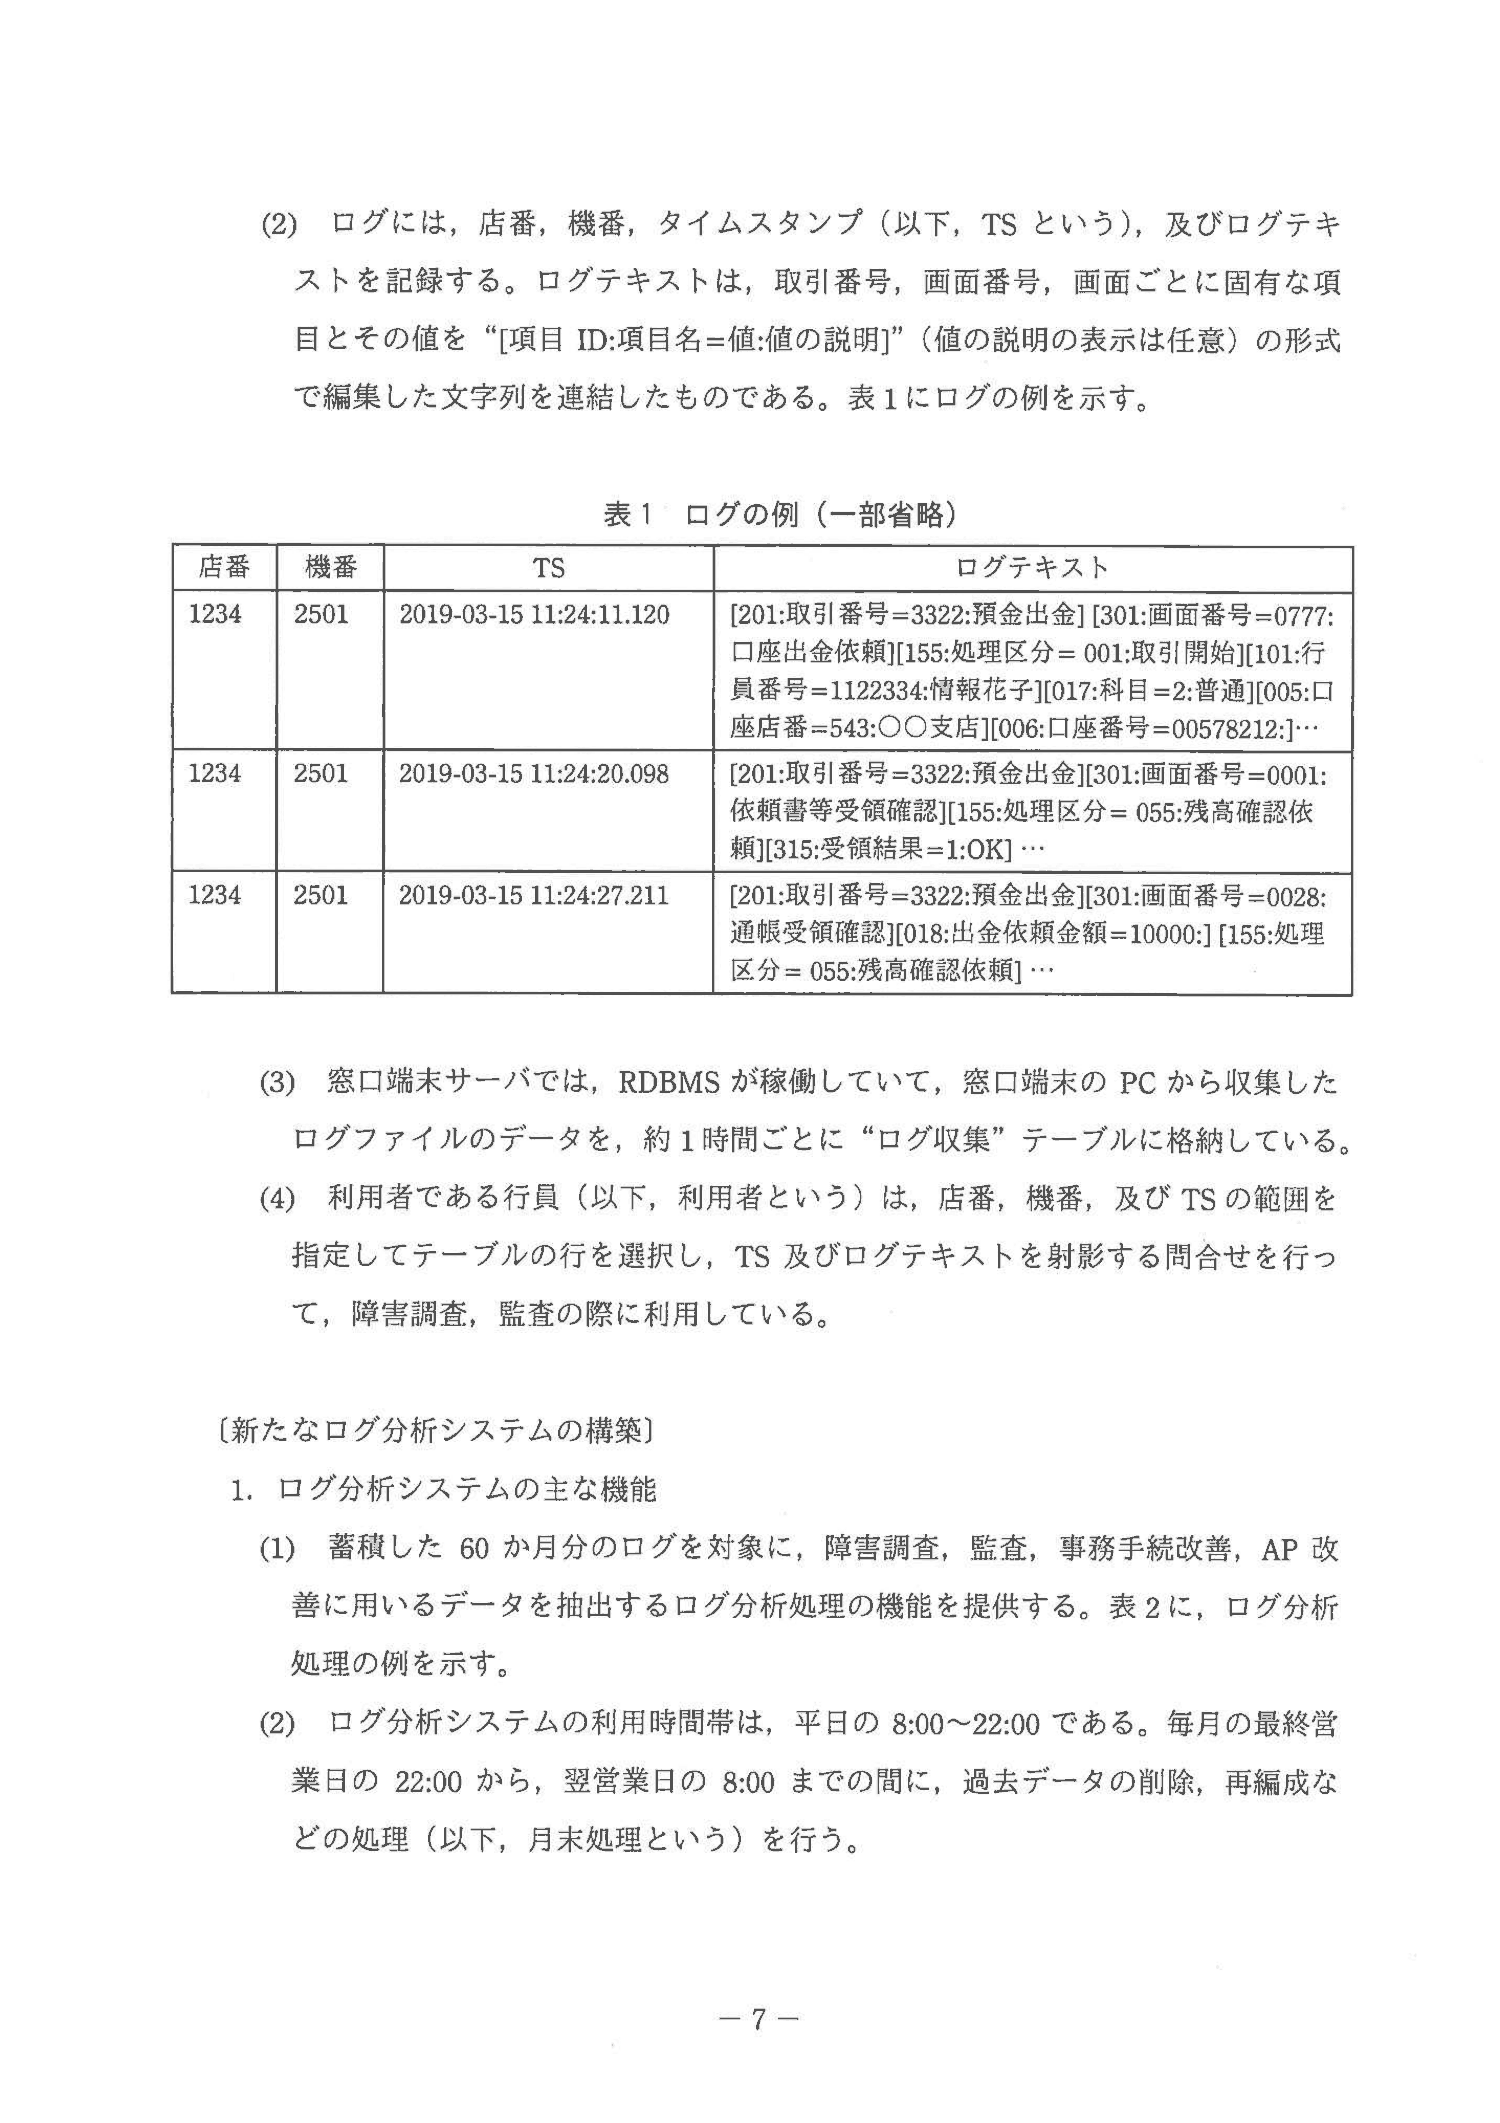 (2) ログには，店番，機番，タイムスタンプ（以下，TS という），及びログテキ
ストを記録する。ログテキストは，取引番号，画面番号，画面ごとに固有な項
目とその値を “[項目 ID:項目名=値:値の説明]”（値の説明の表示は任意）の形式
で編集した文字列を連結したものである。表1にログの例を示す。
表1 ログの例（一部省略）
店番 機番 TS ログテキスト
1234 2501 2019-03-15 11:24:11.120 [201:取引番号=3322:預金出金] [301:画面番号=0777:
口座出金依頼][155:処理区分= 001:取引開始][101:行
員番号=1122334:情報花子][017:科目=2:普通][005:口
座店番=543:○○支店][006:口座番号=00578212:]…
1234 2501 2019-03-15 11:24:20.098 [201:取引番号=3322:預金出金][301:画面番号=0001:
依頼書等受領確認][155:処理区分= 055:残高確認依
頼][315:受領結果=1:OK] …
1234 2501 2019-03-15 11:24:27.211 [201:取引番号=3322:預金出金][301:画面番号=0028:
通帳受領確認][018:出金依頼金額=10000:] [155:処理
区分= 055:残高確認依頼] …
(3) 窓口端末サーバでは，RDBMS が稼働していて，窓口端末の PC から収集した
ログファイルのデータを，約1時間ごとに “ログ収集” テーブルに格納している。
(4) 利用者である行員（以下，利用者という）は，店番，機番，及び TS の範囲を
指定してテーブルの行を選択し，TS 及びログテキストを射影する問合せを行っ
て，障害調査，監査の際に利用している。
〔新たなログ分析システムの構築〕
1. ログ分析システムの主な機能
(1) 蓄積した 60 か月分のログを対象に，障害調査，監査，事務手続改善，AP 改
善に用いるデータを抽出するログ分析処理の機能を提供する。表2に，ログ分析
処理の例を示す。
(2) ログ分析システムの利用時間帯は，平日の 8:00～22:00 である。毎月の最終営
業日の 22:00 から，翌営業日の 8:00 までの間に，過去データの削除，再編成な
どの処理（以下，月末処理という）を行う。
― 7 ―